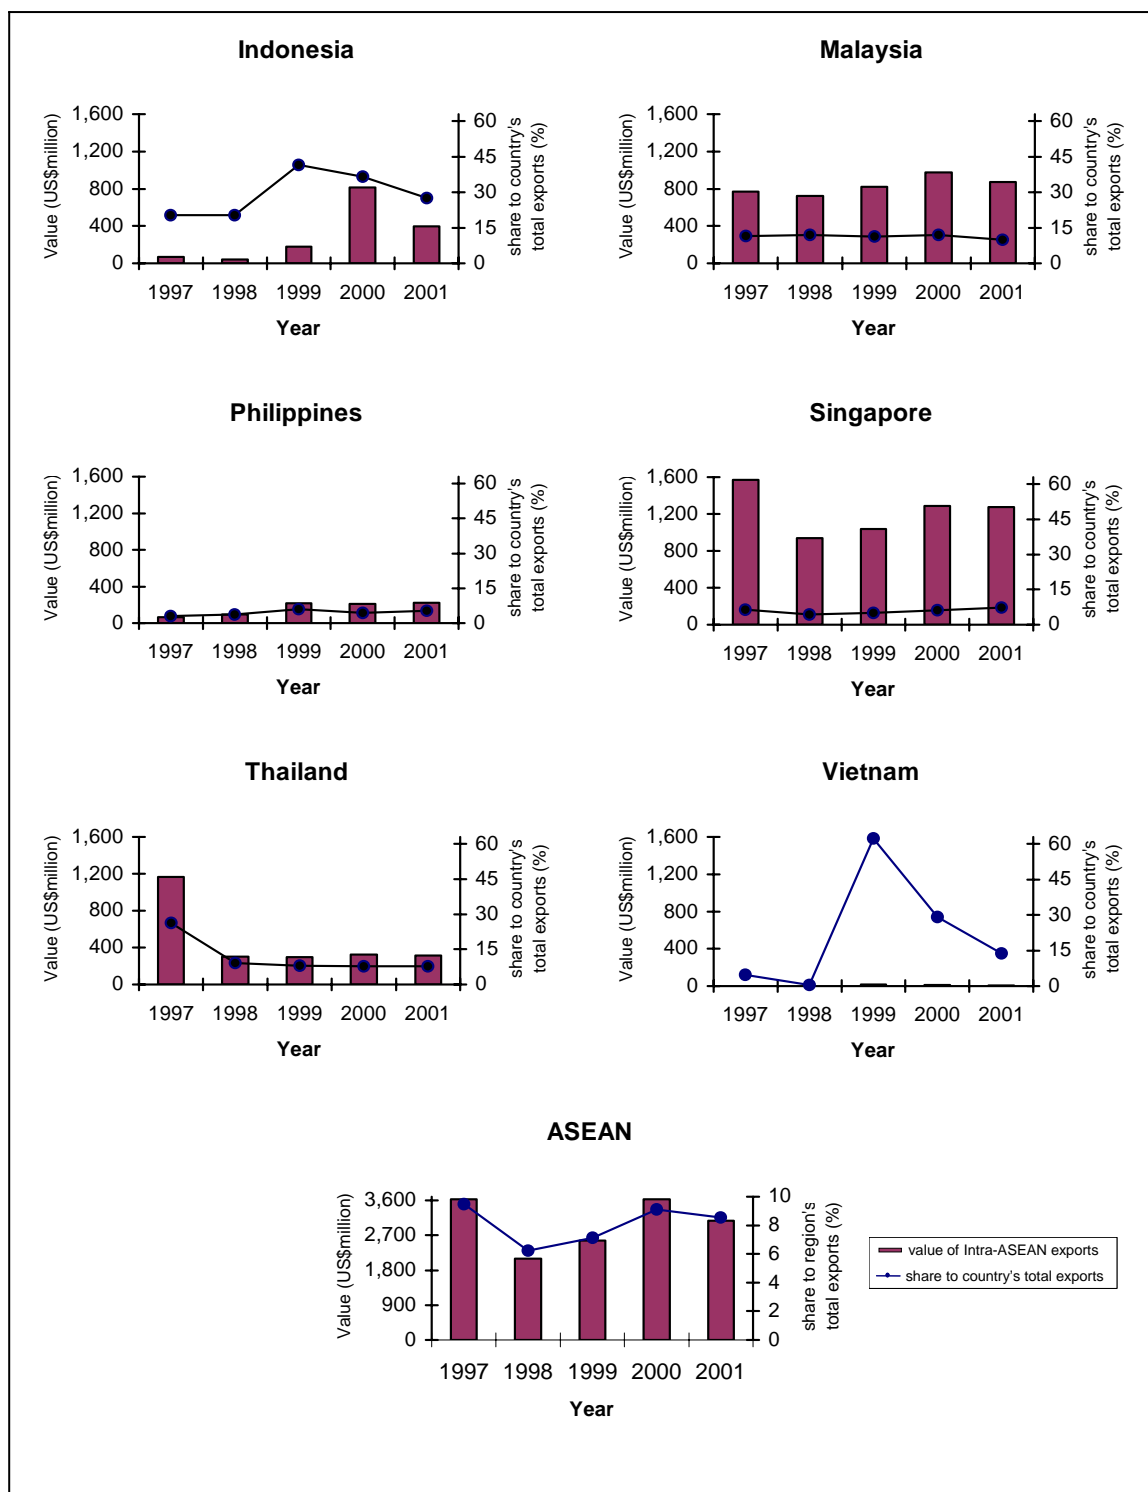 Indonesia
Value (US$million)
1,600
1,200
800
400
0
60
45
30
15
0
share to country's
total exports (%)
1997 1998 1999 2000 2001
Year
Malaysia
Value (US$million)
1,600
1,200
800
400
0
60
45
30
15
0
share to country's
total exports (%)
1997 1998 1999 2000 2001
Year
Philippines
Value (US$million)
1,600
1,200
800
400
0
60
45
30
15
0
share to country's
total exports (%)
1997 1998 1999 2000 2001
Year
Singapore
Value (US$million)
1,600
1,200
800
400
0
60
45
30
15
0
share to country's
total exports (%)
1997 1998 1999 2000 2001
Year
Thailand
Value (US$million)
1,600
1,200
800
400
0
60
45
30
15
0
share to country's
total exports (%)
1997 1998 1999 2000 2001
Year
Vietnam
Value (US$million)
1,600
1,200
800
400
0
60
45
30
15
0
share to country's
total exports (%)
1997 1998 1999 2000 2001
Year
ASEAN
Value (US$million)
3,600
2,700
1,800
900
0
10
8
6
4
2
0
share to region's
total exports (%)
1997 1998 1999 2000 2001
Year
value of Intra-ASEAN exports
share to country's total exports